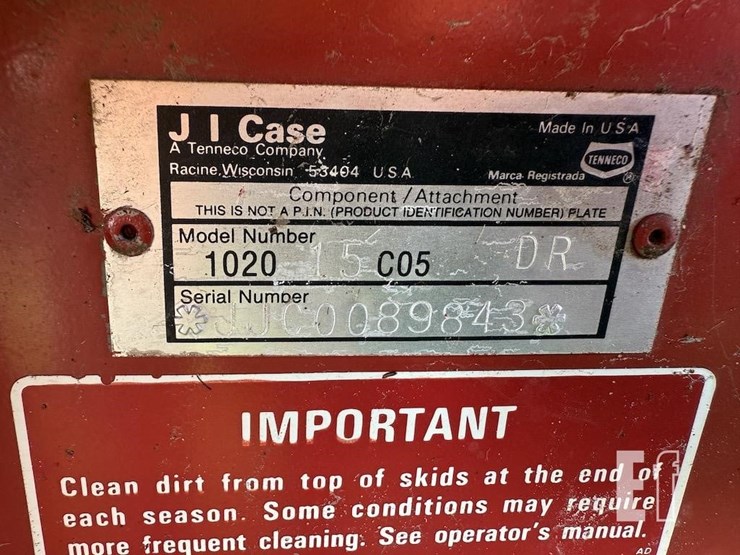 J I Case
A Tenneco Company
Racine, Wisconsin 53404 U S A
Made In U S A
TENNECO
Marca Registrada ®
Component / Attachment
THIS IS NOT A P.I.N. (PRODUCT IDENTIFICATION NUMBER) PLATE
Model Number
1020 15 C05 DR
Serial Number
*JJC0089843*
IMPORTANT
Clean dirt from top of skids at the end of
each season. Some conditions may require
more frequent cleaning. See operator's manual.
AD